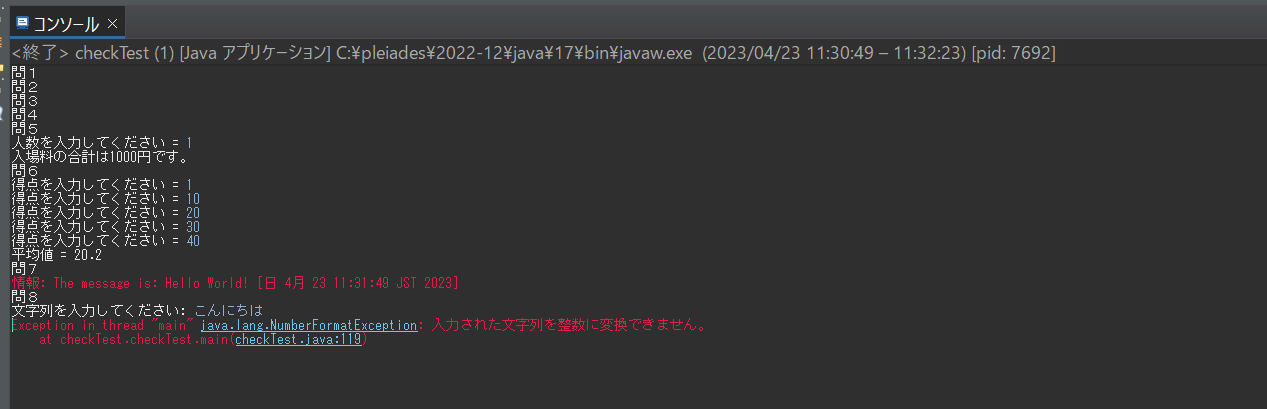 コンソール ×
<終了> checkTest (1) [Java アプリケーション] C:¥pleiades¥2022-12¥java¥17¥bin¥javaw.exe (2023/04/23 11:30:49 – 11:32:23) [pid: 7692]
問１
問２
問３
問４
問５
人数を入力してください = 1
入場料の合計は1000円です。
問６
得点を入力してください = 1
得点を入力してください = 10
得点を入力してください = 20
得点を入力してください = 30
得点を入力してください = 40
平均値 = 20.2
問７
情報: The message is: Hello World! [日 4月 23 11:31:49 JST 2023]
問８
文字列を入力してください: こんにちは
Exception in thread "main" java.lang.NumberFormatException: 入力された文字列を整数に変換できません。
at checkTest.checkTest.main(checkTest.java:119)